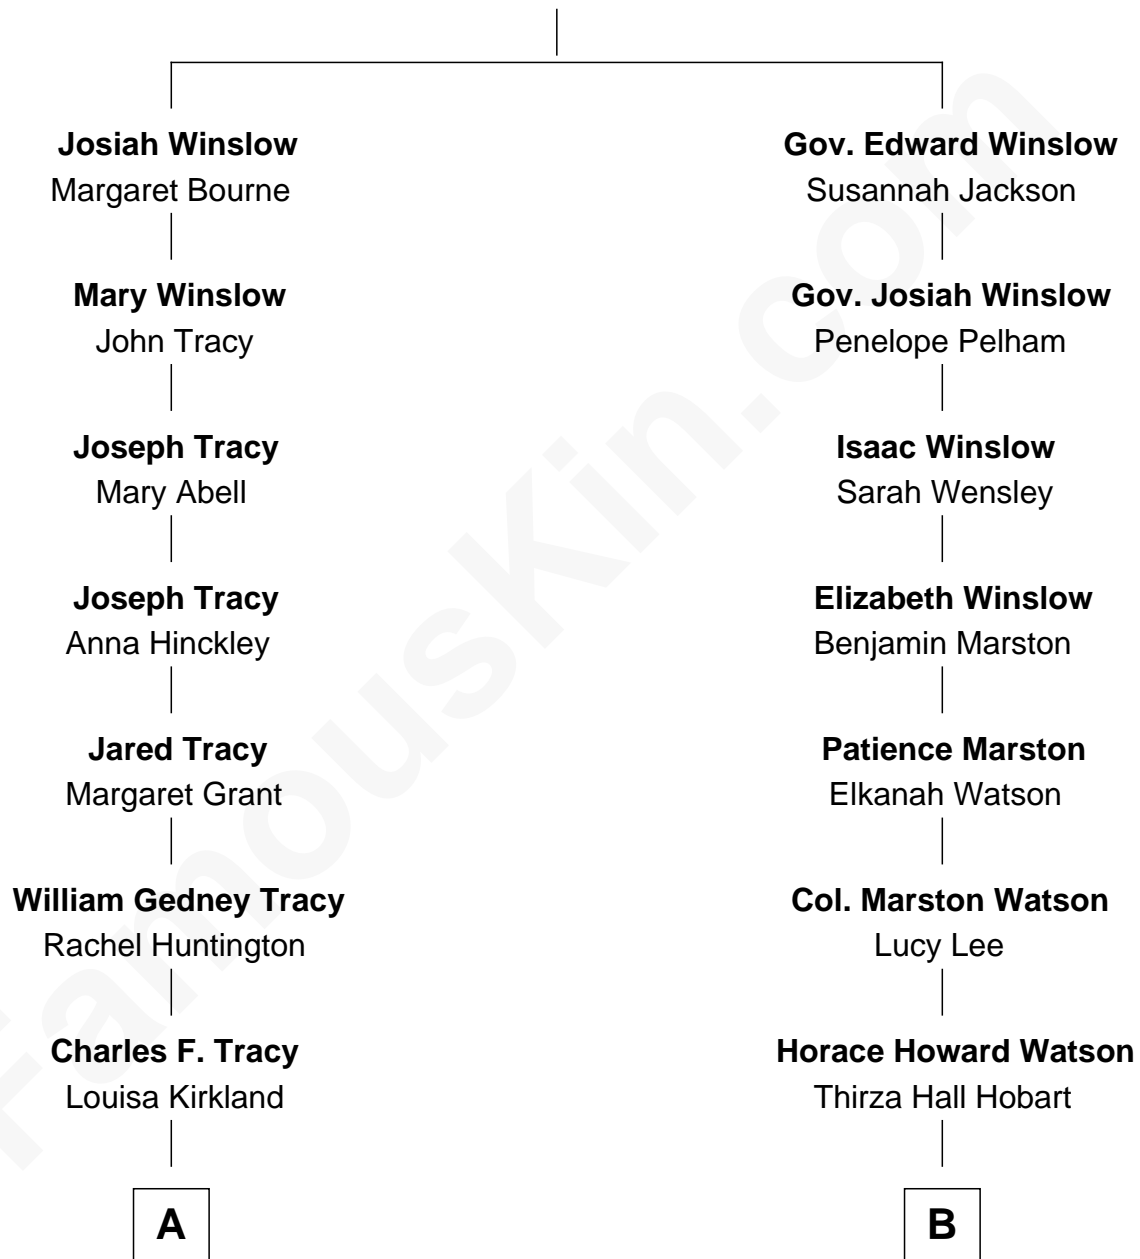 Josiah Winslow
Margaret Bourne
Mary Winslow
John Tracy
Joseph Tracy
Mary Abell
Joseph Tracy
Anna Hinckley
Jared Tracy
Margaret Grant
William Gedney Tracy
Rachel Huntington
Charles F. Tracy
Louisa Kirkland
A
Gov. Edward Winslow
Susannah Jackson
Gov. Josiah Winslow
Penelope Pelham
Isaac Winslow
Sarah Wensley
Elizabeth Winslow
Benjamin Marston
Patience Marston
Elkanah Watson
Col. Marston Watson
Lucy Lee
Horace Howard Watson
Thirza Hall Hobart
B
FamousKin.com